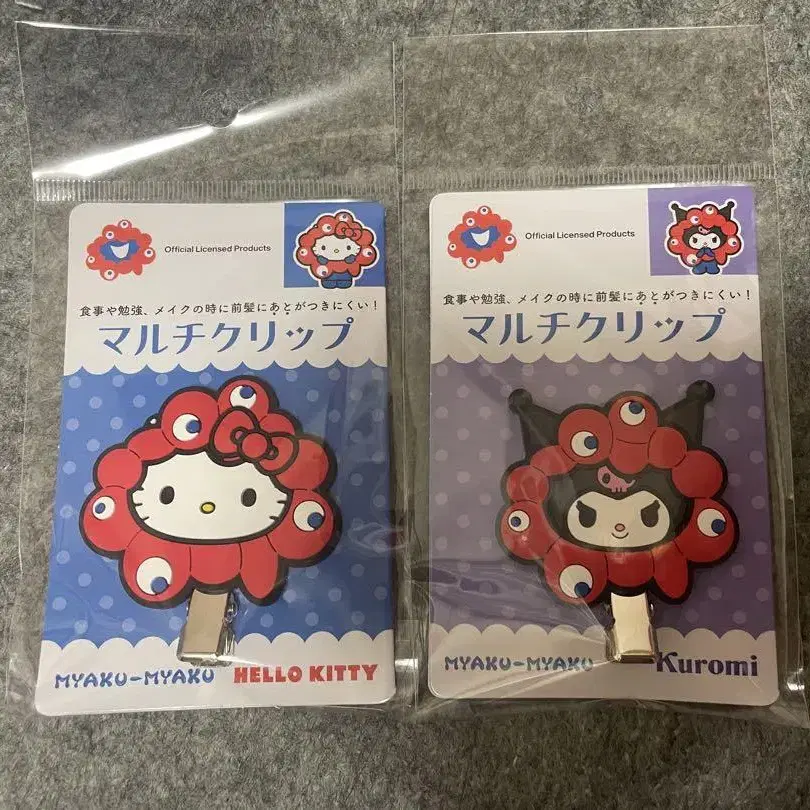 Official Licensed Products
食事や勉強、メイクの時に前髪にあとがつきにくい！
マルチクリップ
MYAKU-MYAKU HELLO KITTY
Official Licensed Products
食事や勉強、メイクの時に前髪にあとがつきにくい！
マルチクリップ
MYAKU-MYAKU Kuromi